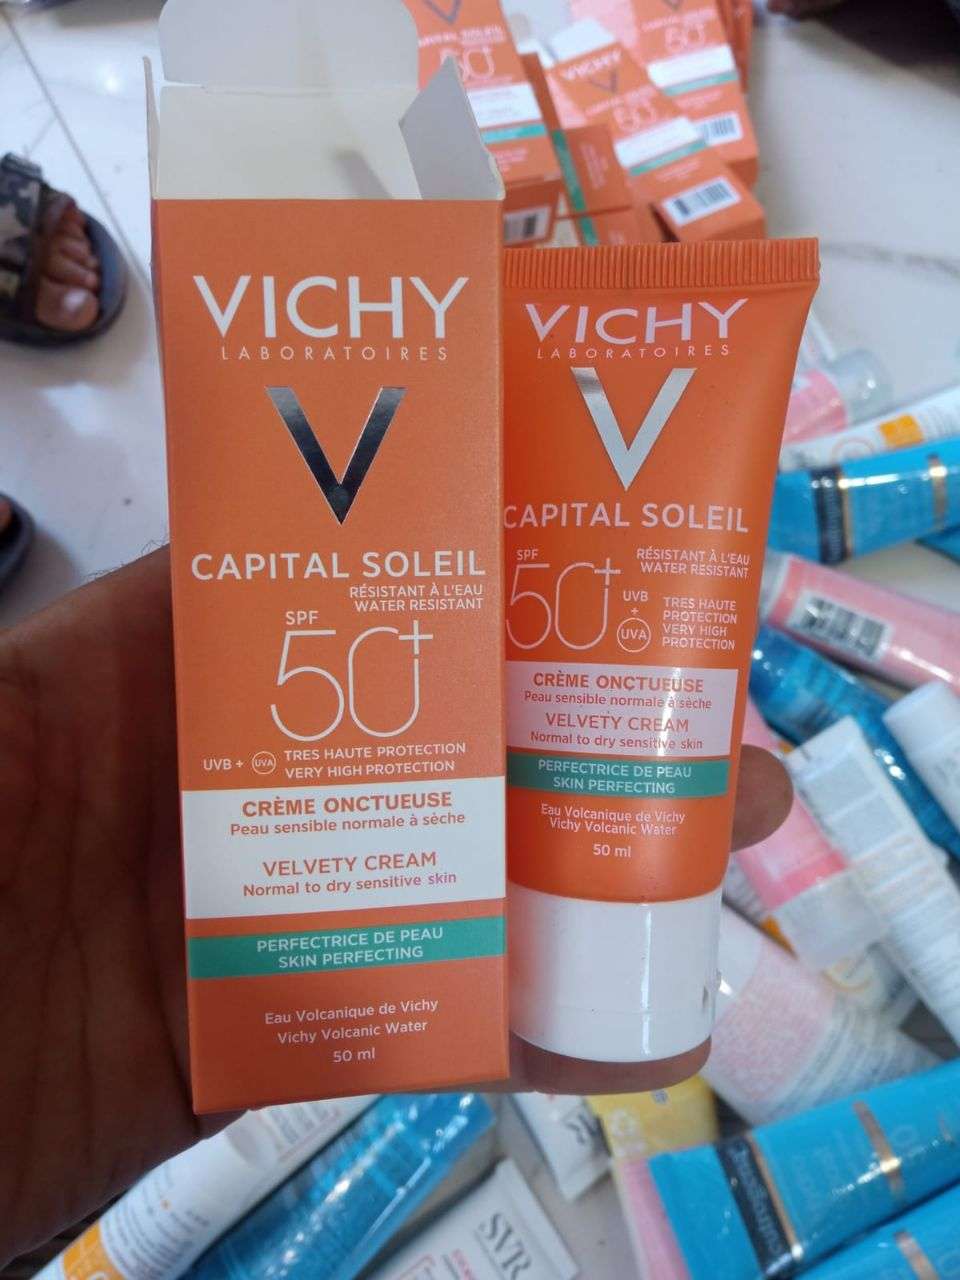 VICHY
LABORATOIRES
CAPITAL SOLEIL
RÉSISTANT À L'EAU
WATER RESISTANT
SPF
50+
UVB + UVA
TRES HAUTE PROTECTION
VERY HIGH PROTECTION
CRÈME ONCTUEUSE
Peau sensible normale à sèche
VELVETY CREAM
Normal to dry sensitive skin
PERFECTRICE DE PEAU
SKIN PERFECTING
Eau Volcanique de Vichy
Vichy Volcanic Water
50 ml
VICHY
LABORATOIRES
CAPITAL SOLEIL
SPF
50+
RÉSISTANT À L'EAU
WATER RESISTANT
UVB
+
UVA
TRES HAUTE
PROTECTION
VERY HIGH
PROTECTION
CRÈME ONÇTUEUSE
Peau sensible normale à sèche
VELVETY CREAM
Normal to dry sensitive skin
PERFECTRICE DE PEAU
SKIN PERFECTING
Eau Volcanique de Vichy
Vichy Volcanic Water
50 ml
CAPITAL SOLEIL
50+
VICHY
SVR